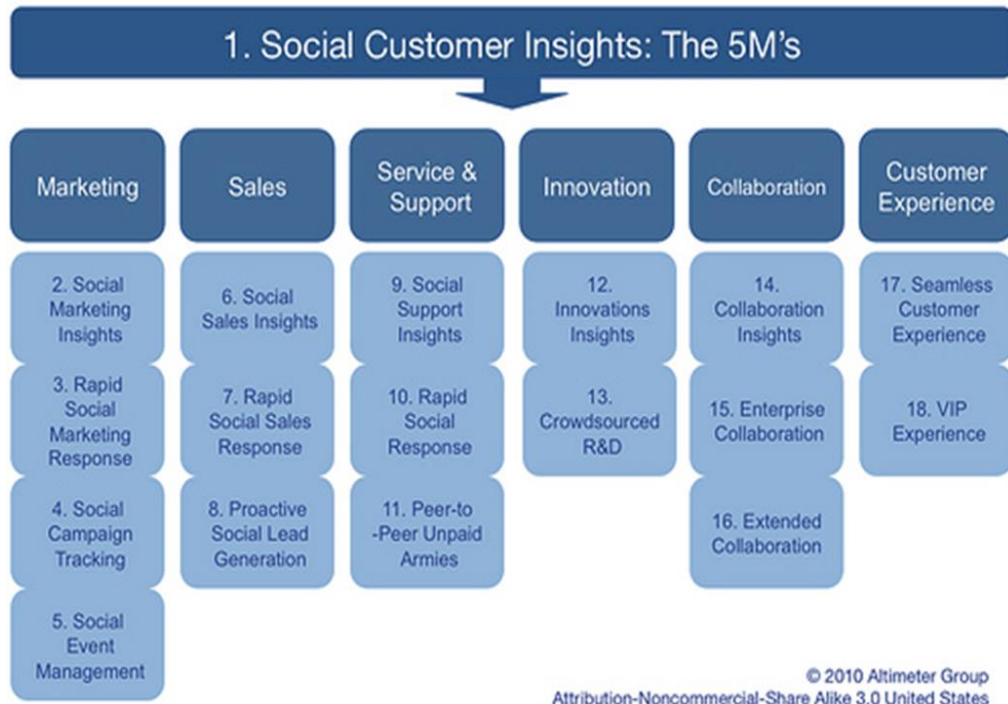 1. Social Customer Insights: The 5M's
Marketing
Sales
Service &
Support
Innovation
Collaboration
Customer
Experience
2. Social
Marketing
Insights
6. Social
Sales Insights
9. Social
Support
Insights
12.
Innovations
Insights
14.
Collaboration
Insights
17. Seamless
Customer
Experience
3. Rapid
Social
Marketing
Response
7. Rapid
Social Sales
Response
10. Rapid
Social
Response
13.
Crowdsourced
R&D
15. Enterprise
Collaboration
18. VIP
Experience
4. Social
Campaign
Tracking
8. Proactive
Social Lead
Generation
11. Peer-to
-Peer Unpaid
Armies
16. Extended
Collaboration
5. Social
Event
Management
© 2010 Altimeter Group
Attribution-Noncommercial-Share Alike 3.0 United States